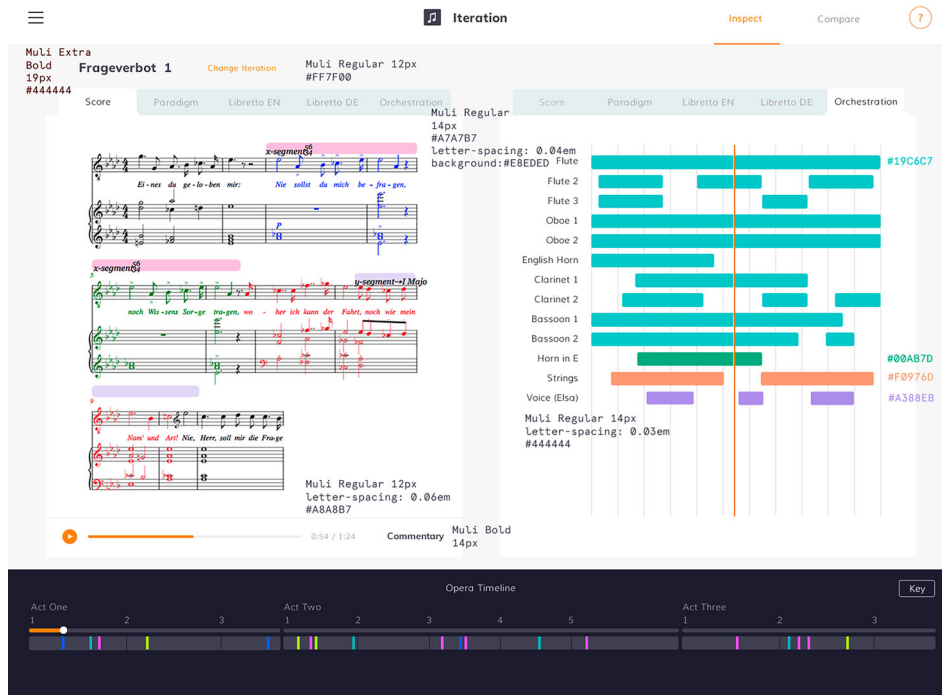 Iteration
Inspect
Compare
?
Muli Extra
Bold
19px
#444444
Frageverbot 1
Change Iteration
Muli Regular 12px
#FF7F00
Score
Paradigm
Libretto EN
Libretto DE
Orchestration
Score
Paradigm
Libretto EN
Libretto DE
Orchestration
Muli Regular
14px
#A7A7B7
letter-spacing: 0.04em
background:#E8EDED
x-segment
Ei - nes du ge - lo - ben mir: Nie sollst du mich be - fra - gen,
p
x-segment
y-segment→I Majo
5
noch Wis - sens Sor - ge tra - gen, wo - her ich kann der Fahrt, noch wie mein
9
Nam' und Art! Nie, Herr, soll mir die Fra - ge
Flute
#19C6C7
Flute 2
Flute 3
Oboe 1
Oboe 2
English Horn
Clarinet 1
Clarinet 2
Bassoon 1
Bassoon 2
Horn in E
#00AB7D
Strings
#F0976D
Voice (Elsa)
#A388EB
Muli Regular 14px
letter-spacing: 0.03em
#444444
Muli Regular 12px
letter-spacing: 0.06em
#A8A8B7
0:54 / 1:24
Commentary
Muli Bold
14px
Opera Timeline
Key
Act One
Act Two
Act Three
1 2 3 1 2 3 4 5 1 2 3